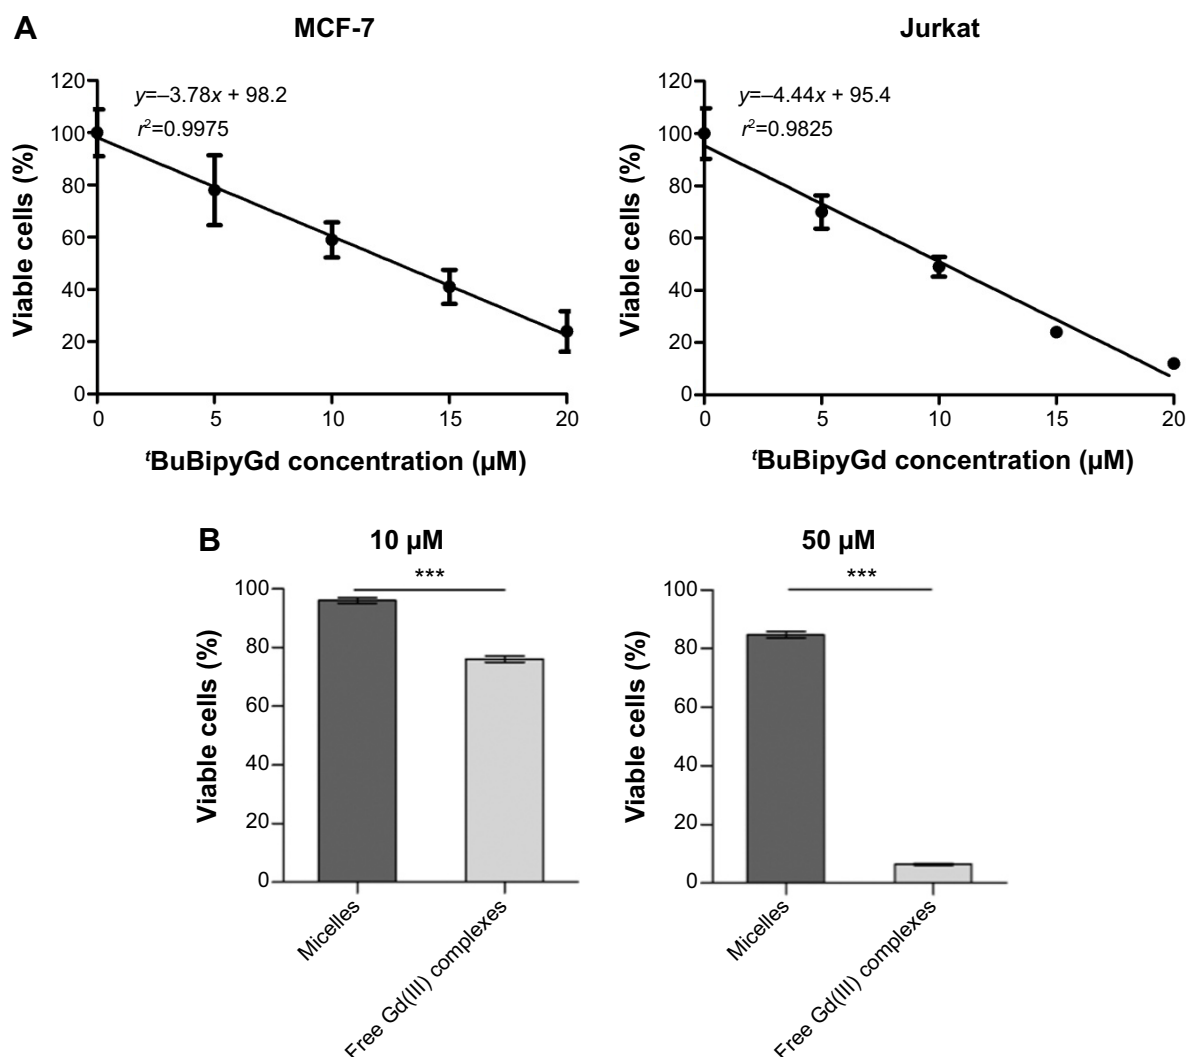 A
MCF-7
Jurkat
120
100
80
60
40
20
0
Viable cells (%)
y=–3.78x + 98.2
r²=0.9975
0 5 10 15 20
ᵗBuBipyGd concentration (µM)
120
100
80
60
40
20
0
Viable cells (%)
y=–4.44x + 95.4
r²=0.9825
0 5 10 15 20
ᵗBuBipyGd concentration (µM)
B
10 µM
50 µM
***
100
80
60
40
20
0
Viable cells (%)
Micelles
Free Gd(III) complexes
***
100
80
60
40
20
0
Viable cells (%)
Micelles
Free Gd(III) complexes